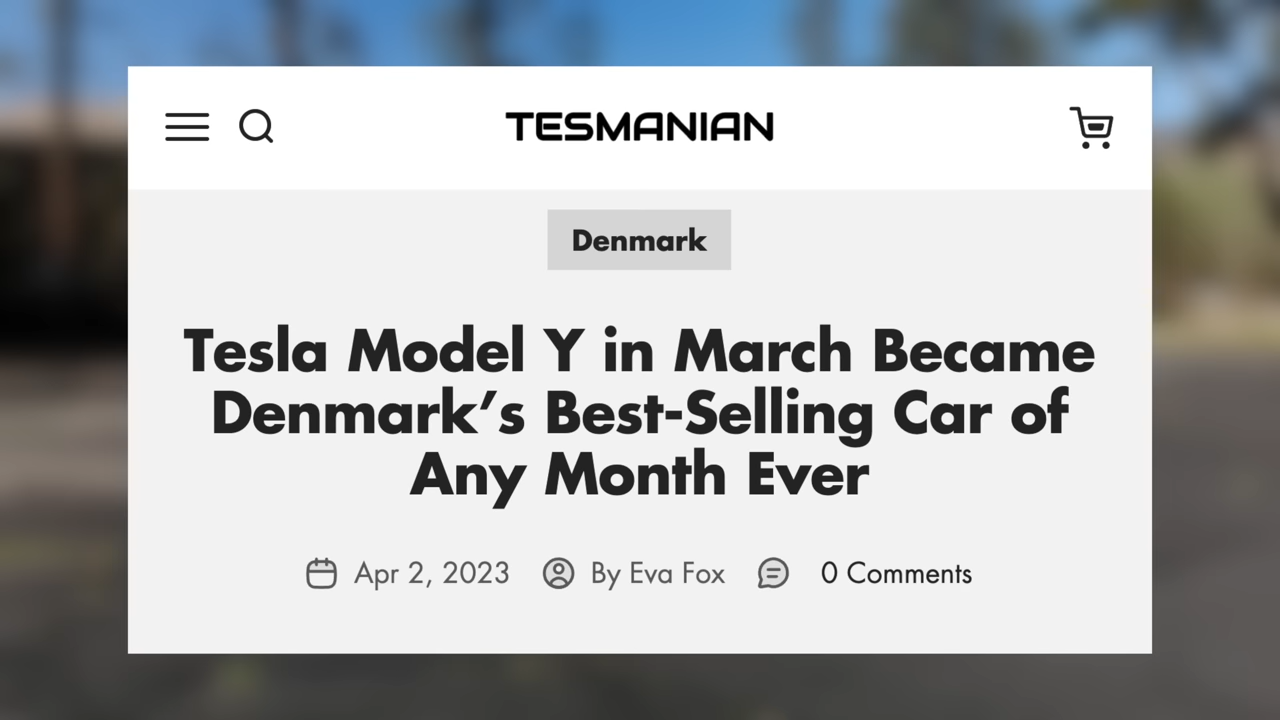 TESMANIAN
Denmark
Tesla Model Y in March Became
Denmark’s Best-Selling Car of
Any Month Ever
Apr 2, 2023 By Eva Fox 0 Comments